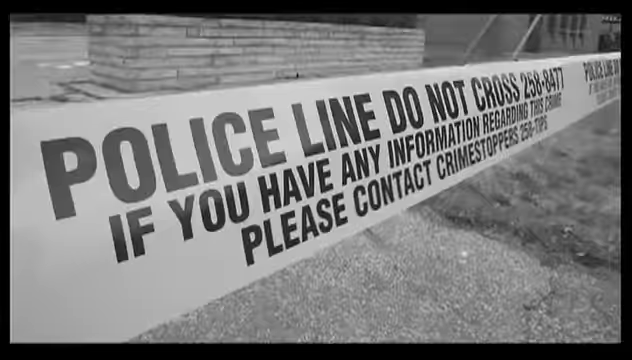 POLICE LINE DO NOT CROSS 258-8477
IF YOU HAVE ANY INFORMATION REGARDING THIS CRIME
PLEASE CONTACT CRIMESTOPPERS 258-TIPS
POLICE LINE DO